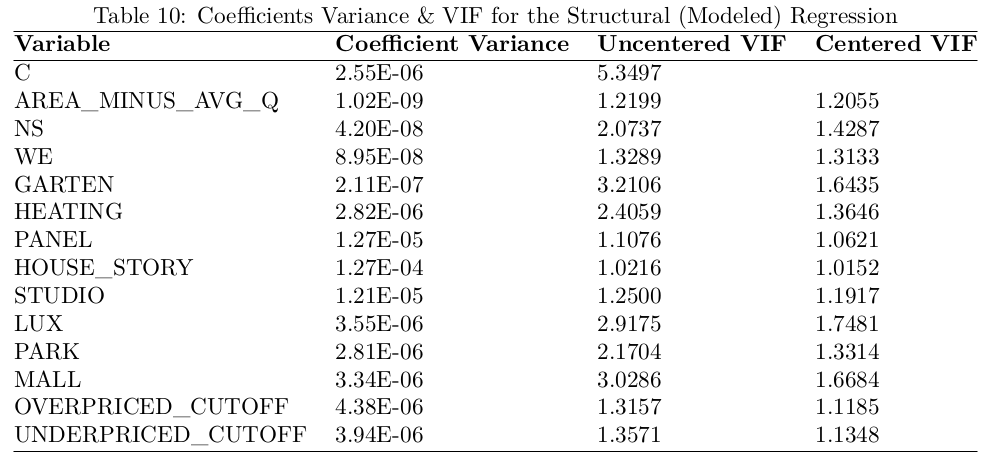 Table 10: Coefficients Variance & VIF for the Structural (Modeled) Regression
Variable Coefficient Variance Uncentered VIF Centered VIF
C 2.55E-06 5.3497
AREA_MINUS_AVG_Q 1.02E-09 1.2199 1.2055
NS 4.20E-08 2.0737 1.4287
WE 8.95E-08 1.3289 1.3133
GARTEN 2.11E-07 3.2106 1.6435
HEATING 2.82E-06 2.4059 1.3646
PANEL 1.27E-05 1.1076 1.0621
HOUSE_STORY 1.27E-04 1.0216 1.0152
STUDIO 1.21E-05 1.2500 1.1917
LUX 3.55E-06 2.9175 1.7481
PARK 2.81E-06 2.1704 1.3314
MALL 3.34E-06 3.0286 1.6684
OVERPRICED_CUTOFF 4.38E-06 1.3157 1.1185
UNDERPRICED_CUTOFF 3.94E-06 1.3571 1.1348